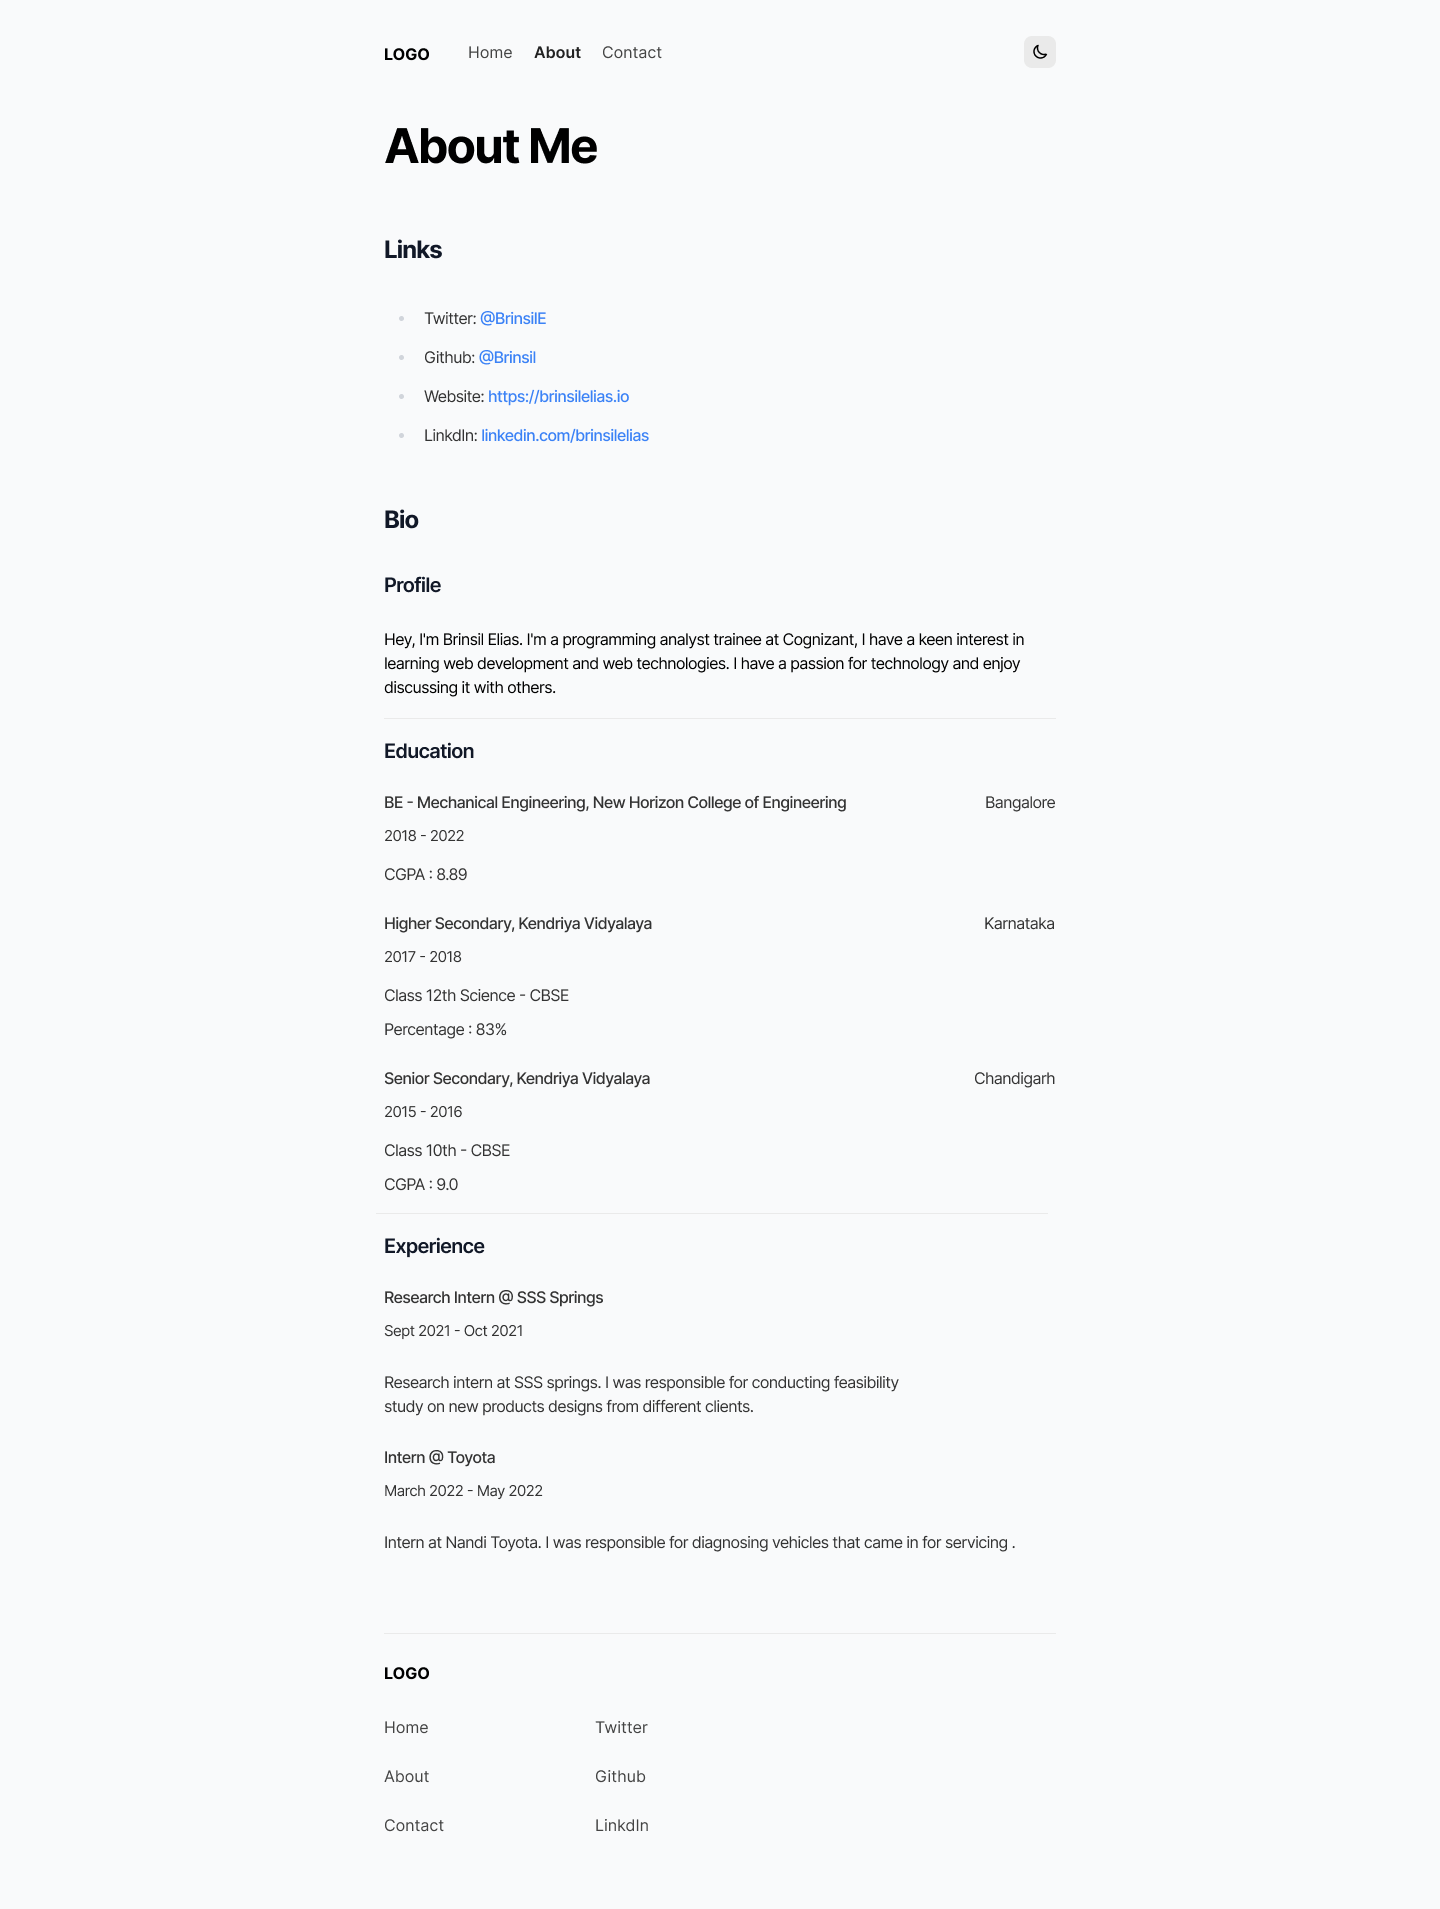 LOGO Home About Contact
About Me
Links
Twitter: @BrinsilE
Github: @Brinsil
Website: https://brinsilelias.io
LinkdIn: linkedin.com/brinsilelias
Bio
Profile
Hey, I'm Brinsil Elias. I'm a programming analyst trainee at Cognizant, I have a keen interest in
learning web development and web technologies. I have a passion for technology and enjoy
discussing it with others.
Education
BE - Mechanical Engineering, New Horizon College of Engineering Bangalore
2018 - 2022
CGPA : 8.89
Higher Secondary, Kendriya Vidyalaya Karnataka
2017 - 2018
Class 12th Science - CBSE
Percentage : 83%
Senior Secondary, Kendriya Vidyalaya Chandigarh
2015 - 2016
Class 10th - CBSE
CGPA : 9.0
Experience
Research Intern @ SSS Springs
Sept 2021 - Oct 2021
Research intern at SSS springs. I was responsible for conducting feasibility
study on new products designs from different clients.
Intern @ Toyota
March 2022 - May 2022
Intern at Nandi Toyota. I was responsible for diagnosing vehicles that came in for servicing .
LOGO
Home Twitter
About Github
Contact LinkdIn